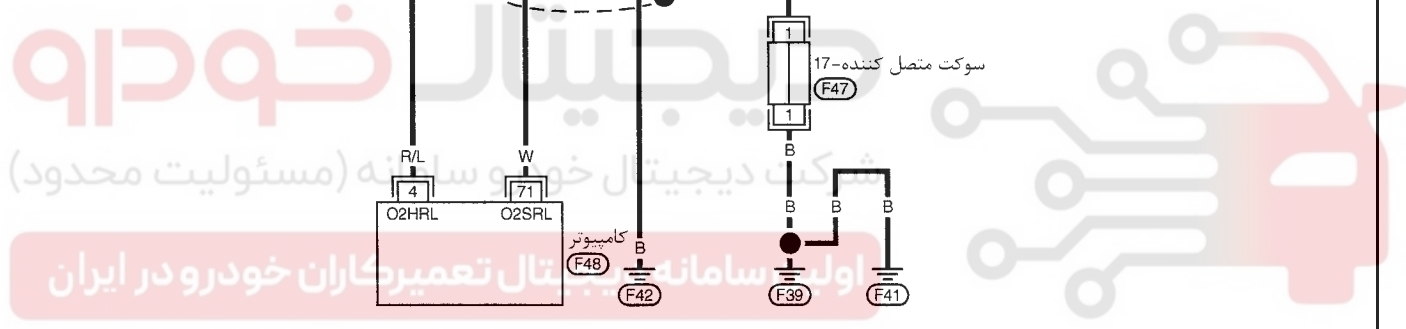 دیجیتال خودرو
شرکت دیجیتال خودرو سامانه (مسئولیت محدود)
اولین سامانه دیجیتال تعمیرکاران خودرو در ایران
1
سوکت متصل کننده-17
F47
1
R/L
W
B
4
71
B
B
B
O2HRL
O2SRL
کامپیوتر
F48
B
F42
F39
F41